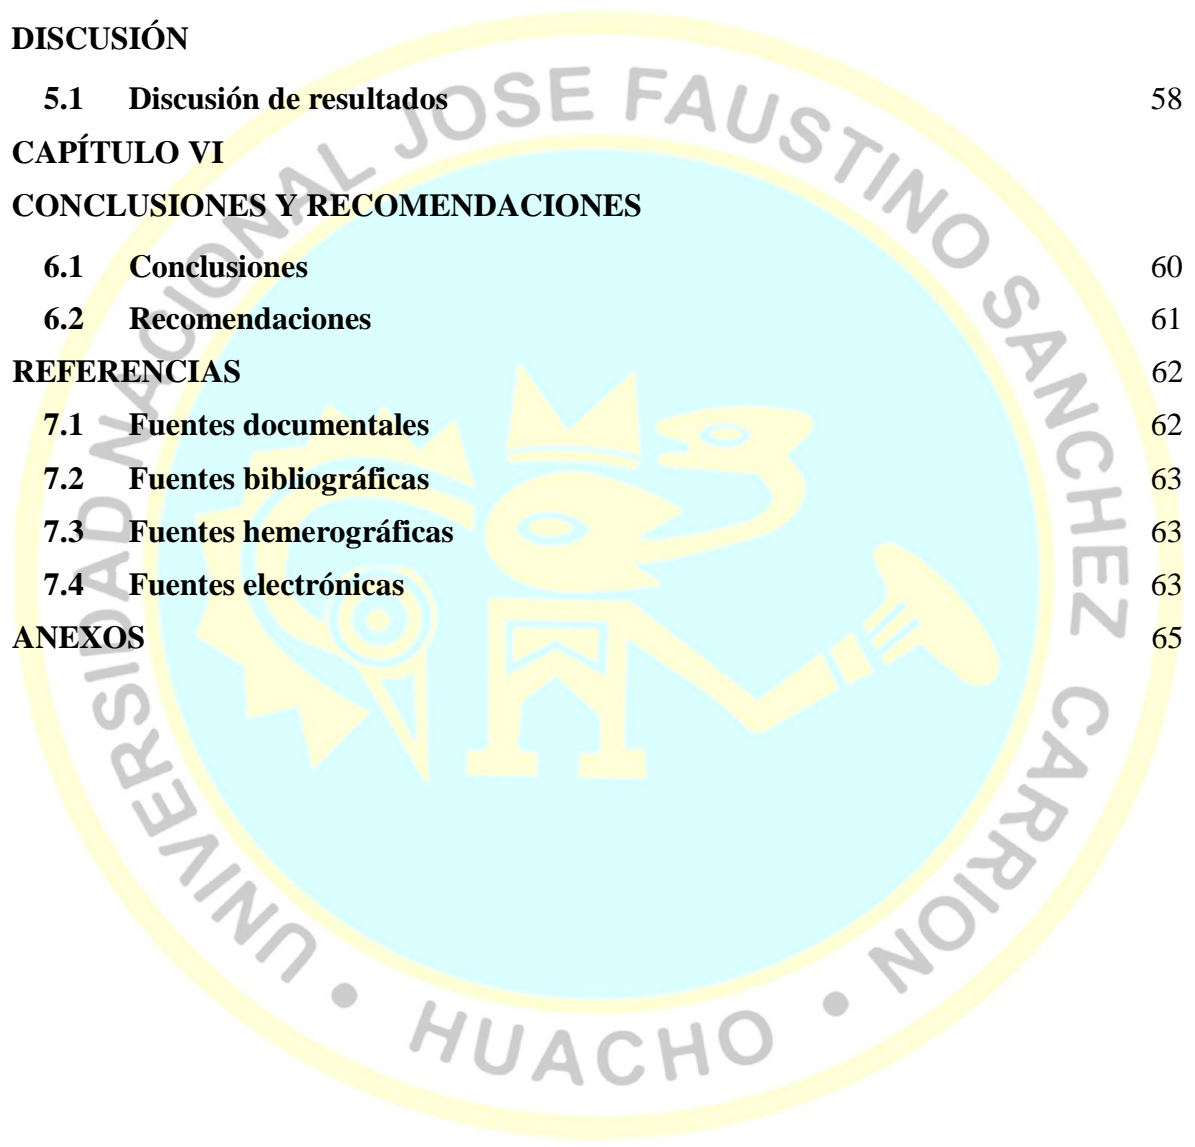 DISCUSIÓN
5.1 Discusión de resultados 58
CAPÍTULO VI
CONCLUSIONES Y RECOMENDACIONES
6.1 Conclusiones 60
6.2 Recomendaciones 61
REFERENCIAS 62
7.1 Fuentes documentales 62
7.2 Fuentes bibliográficas 63
7.3 Fuentes hemerográficas 63
7.4 Fuentes electrónicas 63
ANEXOS 65
UNIVERSIDAD NACIONAL JOSE FAUSTINO SANCHEZ CARRION • HUACHO •